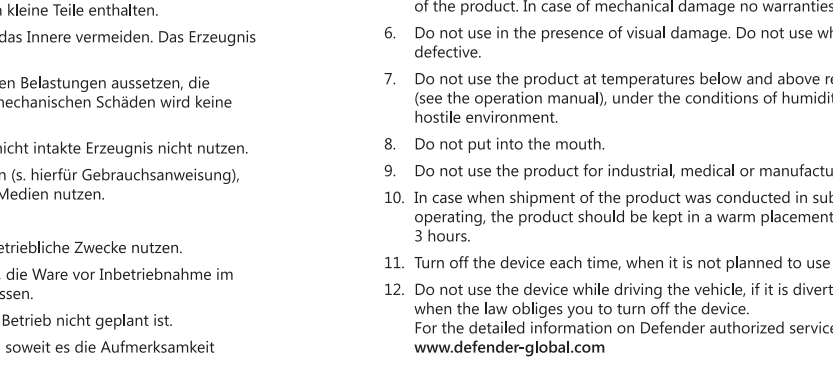 kleine Teile enthalten.
das Innere vermeiden. Das Erzeugnis
en Belastungen aussetzen, die
mechanischen Schäden wird keine
nicht intakte Erzeugnis nicht nutzen.
(s. hierfür Gebrauchsanweisung),
Medien nutzen.
etriebliche Zwecke nutzen.
die Ware vor Inbetriebnahme im
ssen.
Betrieb nicht geplant ist.
soweit es die Aufmerksamkeit
of the product. In case of mechanical damage no warranties
6. Do not use in the presence of visual damage. Do not use wh
defective.
7. Do not use the product at temperatures below and above re
(see the operation manual), under the conditions of humidit
hostile environment.
8. Do not put into the mouth.
9. Do not use the product for industrial, medical or manufactu
10. In case when shipment of the product was conducted in sub
operating, the product should be kept in a warm placement
3 hours.
11. Turn off the device each time, when it is not planned to use
12. Do not use the device while driving the vehicle, if it is divert
when the law obliges you to turn off the device.
For the detailed information on Defender authorized service
www.defender-global.com